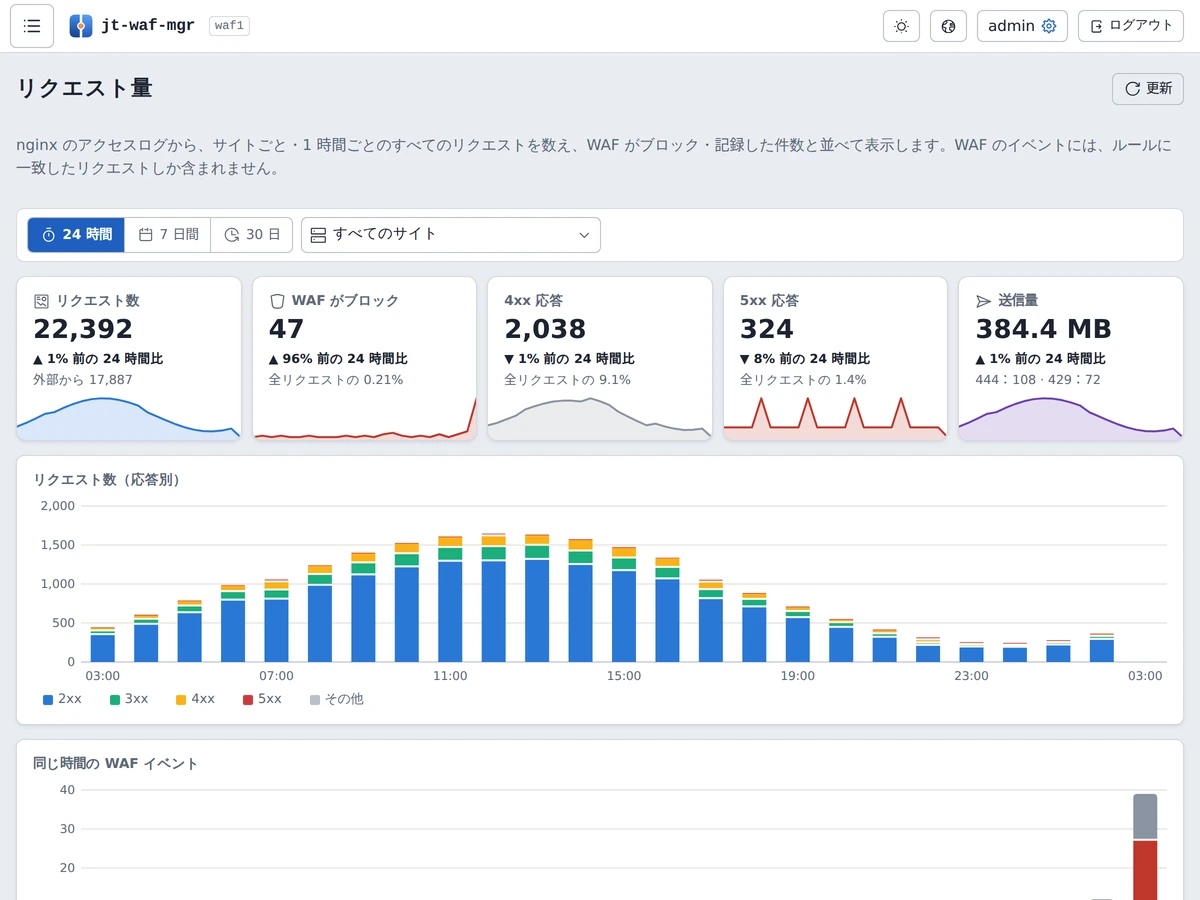 jt-waf-mgr
waf1
admin
ログアウト
リクエスト量
更新
nginx のアクセスログから、サイトごと・1 時間ごとのすべてのリクエストを数え、WAF がブロック・記録した件数と並べて表示します。WAF のイベントには、ルールに
一致したリクエストしか含まれません。
24 時間
7 日間
30 日
すべてのサイト
リクエスト数
22,392
▲ 1% 前の 24 時間比
外部から 17,887
WAF がブロック
47
▲ 96% 前の 24 時間比
全リクエストの 0.21%
4xx 応答
2,038
▼ 1% 前の 24 時間比
全リクエストの 9.1%
5xx 応答
324
▼ 8% 前の 24 時間比
全リクエストの 1.4%
送信量
384.4 MB
▲ 1% 前の 24 時間比
444：108 · 429：72
リクエスト数（応答別）
2,000
1,500
1,000
500
0
03:00 07:00 11:00 15:00 19:00 23:00 03:00
2xx 3xx 4xx 5xx その他
同じ時間の WAF イベント
40
30
20